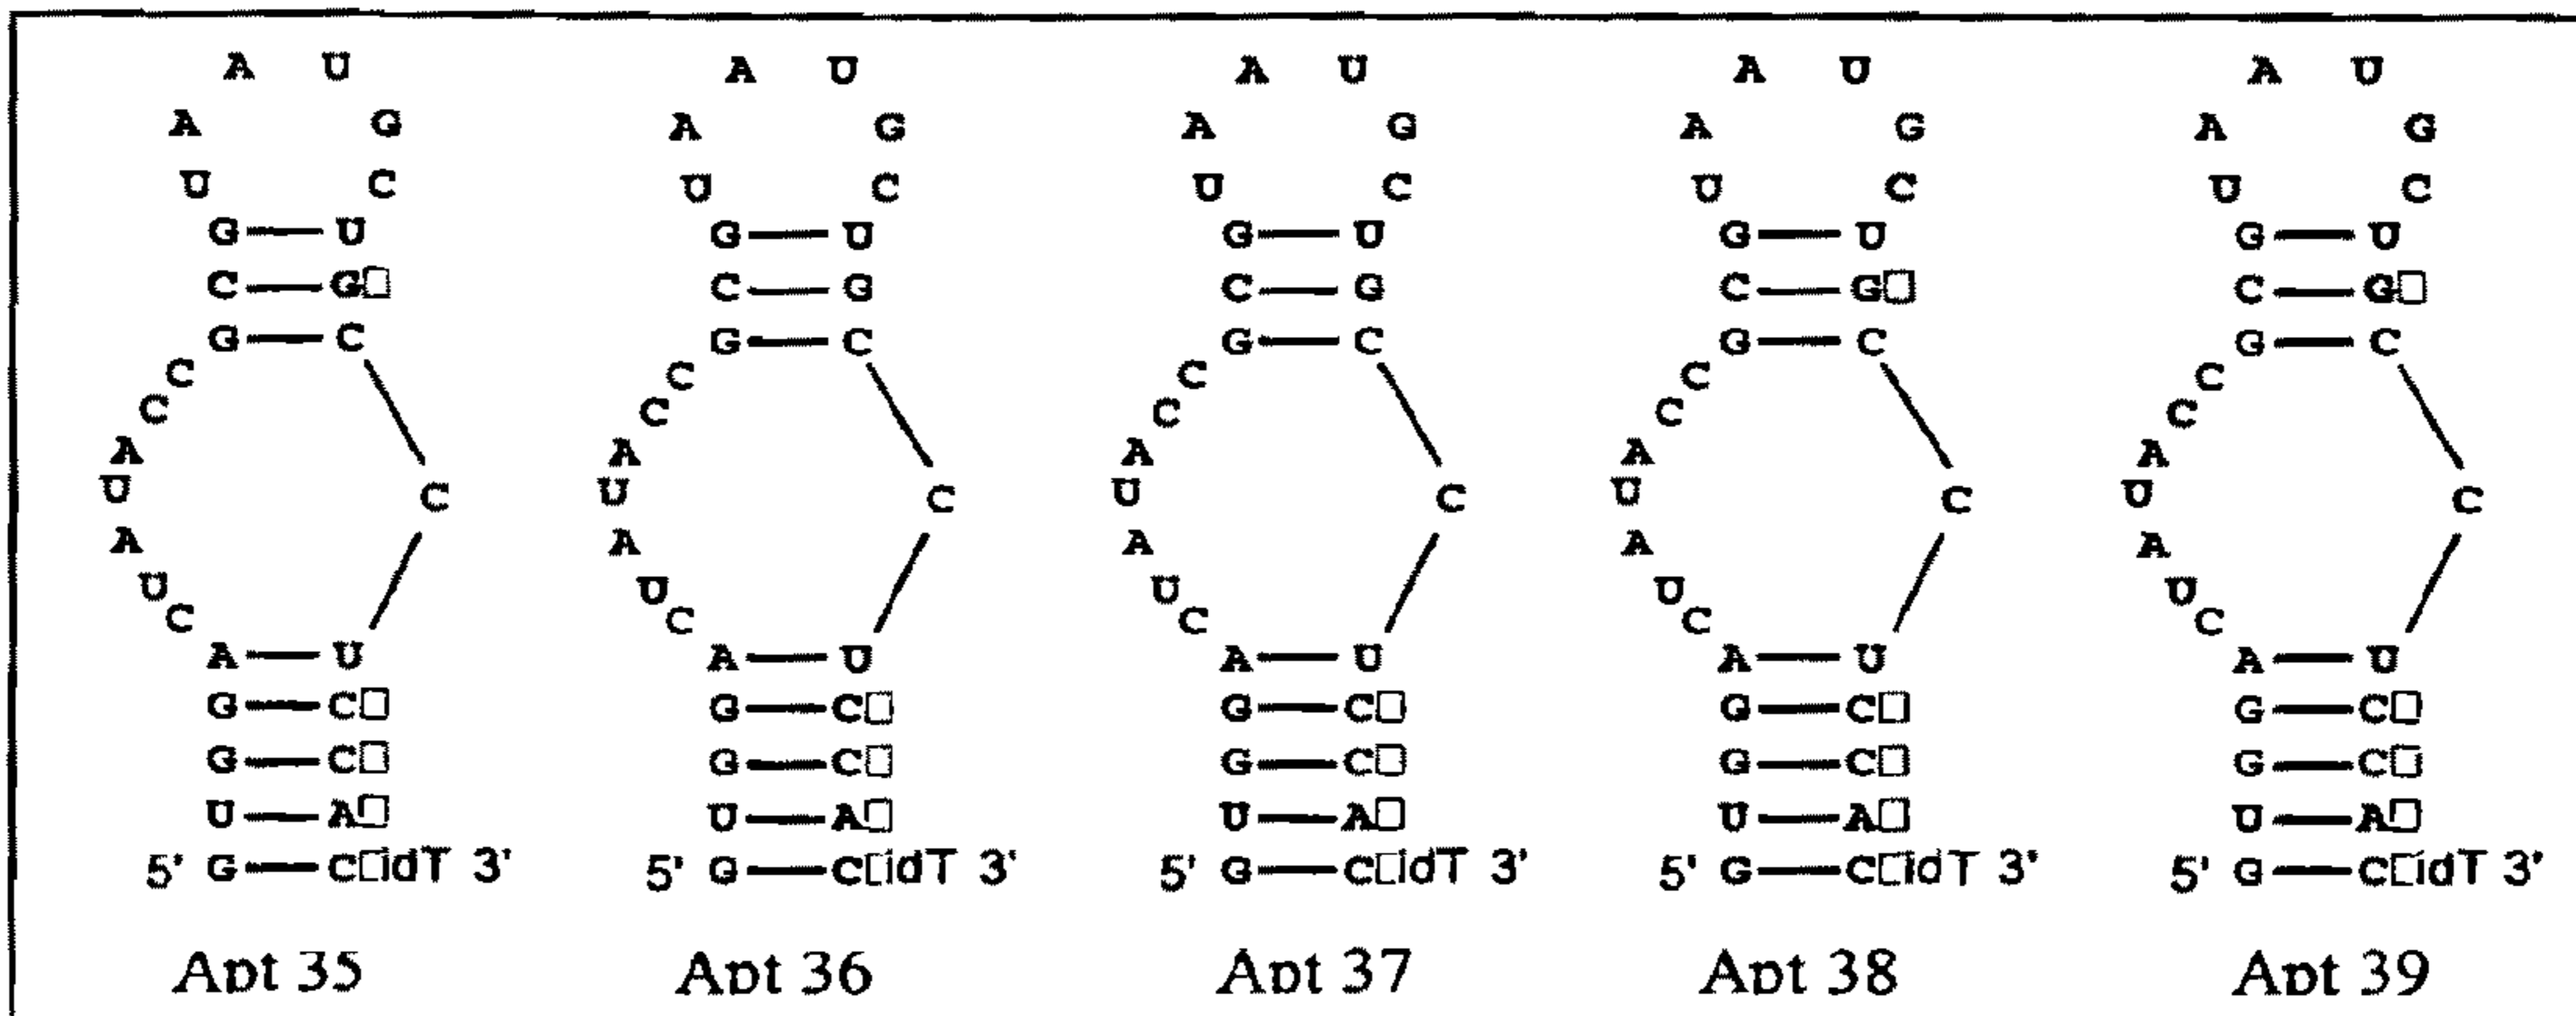 A U A U A U A U A U
A G A G A G A G A G
U C U C U C U C U C
G U G U G U G U G U
C G□ C G C G C G□ C G□
G C G C G C G C G C
C C C C C
C C C C C
A A A A A
U C U C U C U C U C
A A A A A
U U U U U
C C C C C
A U A U A U A U A U
G C□ G C□ G C□ G C□ G C□
G C□ G C□ G C□ G C□ G C□
U A□ U A□ U A□ U A□ U A□
5' G C□idT 3' 5' G C□idT 3' 5' G C□idT 3' 5' G C□idT 3' 5' G C□idT 3'
Apt 35 Apt 36 Apt 37 Apt 38 Apt 39